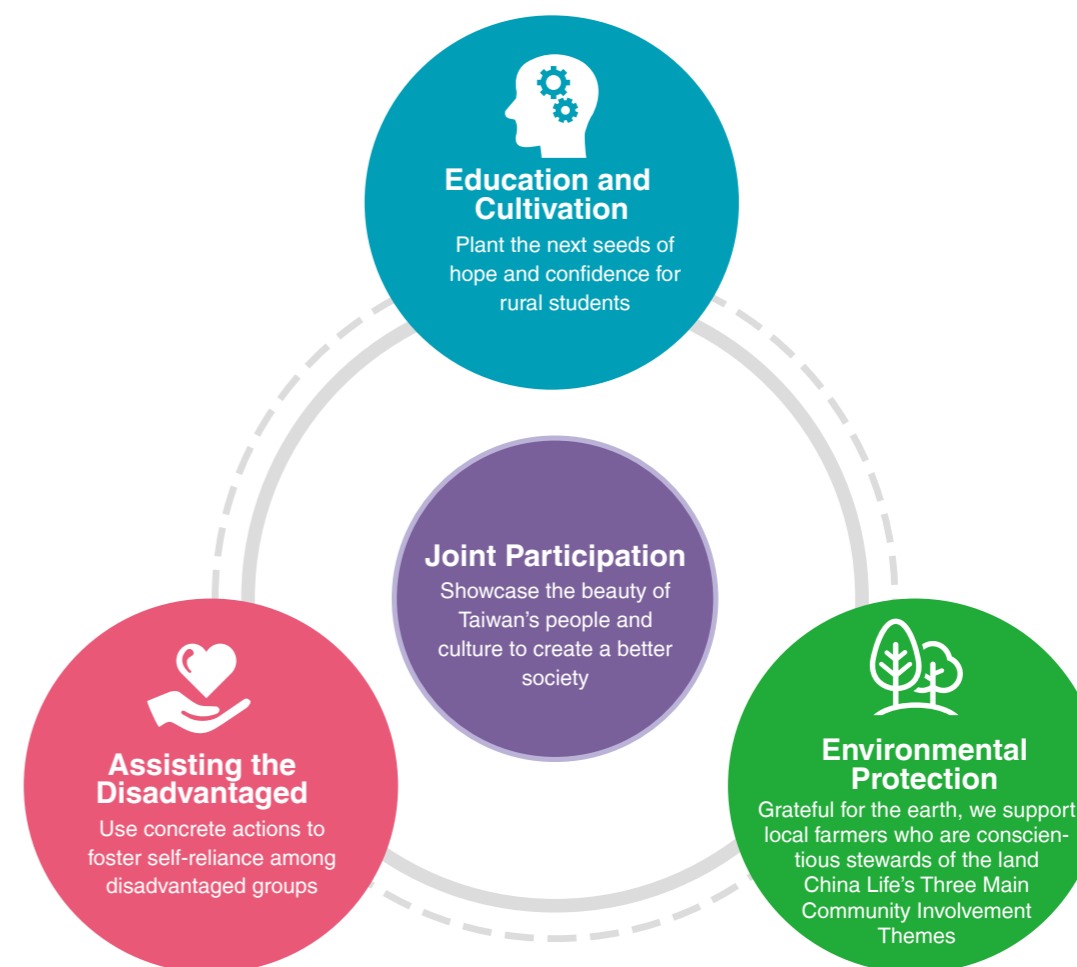 Education and
Cultivation
Plant the next seeds of
hope and confidence for
rural students
Joint Participation
Showcase the beauty of
Taiwan’s people and
culture to create a better
society
Assisting the
Disadvantaged
Use concrete actions to
foster self-reliance among
disadvantaged groups
Environmental
Protection
Grateful for the earth, we support
local farmers who are conscien-
tious stewards of the land
China Life’s Three Main
Community Involvement
Themes